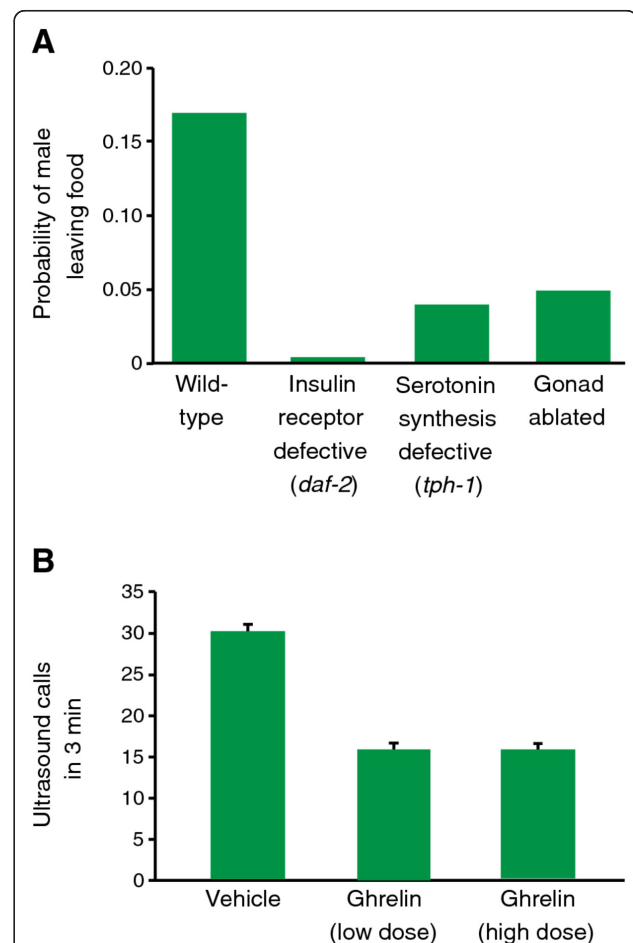 A
Probability of male
leaving food
0.20
0.15
0.10
0.05
0
Wild-
type
Insulin
receptor
defective
(daf-2)
Serotonin
synthesis
defective
(tph-1)
Gonad
ablated
B
Ultrasound calls
in 3 min
35
30
25
20
15
10
5
0
Vehicle
Ghrelin
(low dose)
Ghrelin
(high dose)